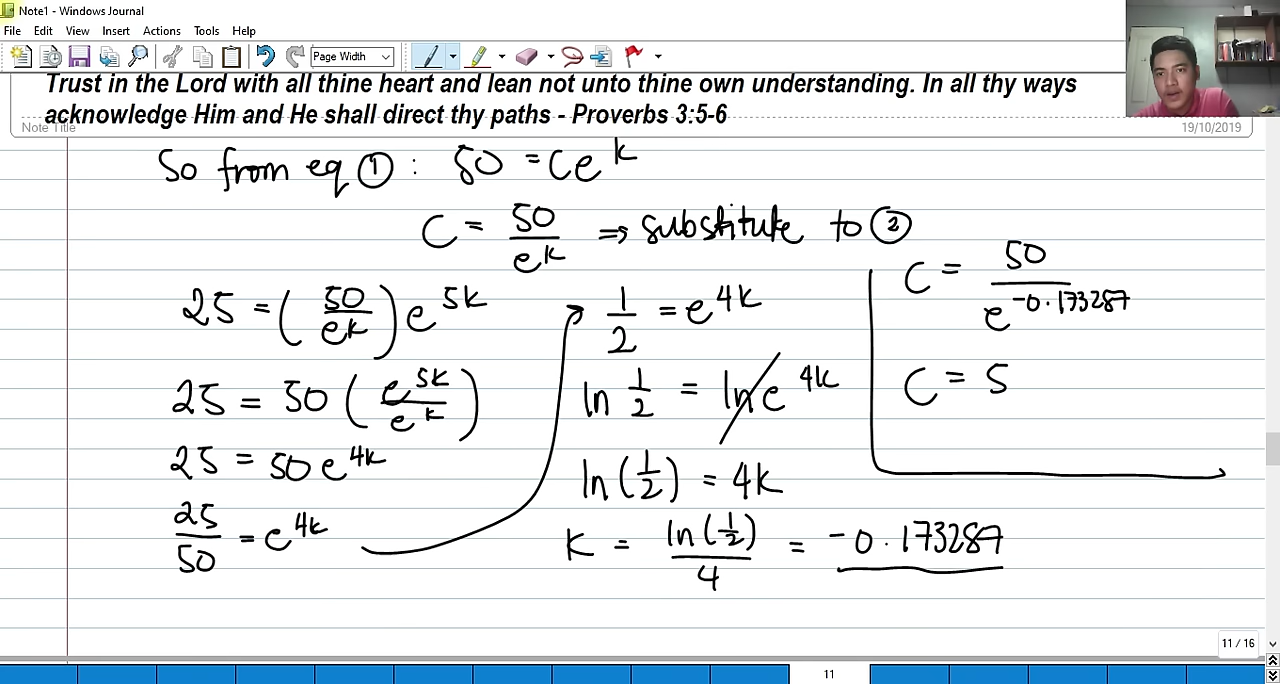 Note1 - Windows Journal
File Edit View Insert Actions Tools Help
Page Width
Trust in the Lord with all thine heart and lean not unto thine own understanding. In all thy ways
acknowledge Him and He shall direct thy paths - Proverbs 3:5-6
Note Title
19/10/2019
So from eq ① : 50 = Ce^k
C = 50/e^k ⇒ substitute to ②
25 = (50/e^k) e^5k
25 = 50 (e^5k/e^k)
25 = 50 e^4k
25/50 = e^4k
1/2 = e^4k
ln 1/2 = ln e^4k
ln(1/2) = 4k
K = ln(1/2)/4 = -0.173287
C = 50/e^-0.173287
C = 5
11 / 16
11